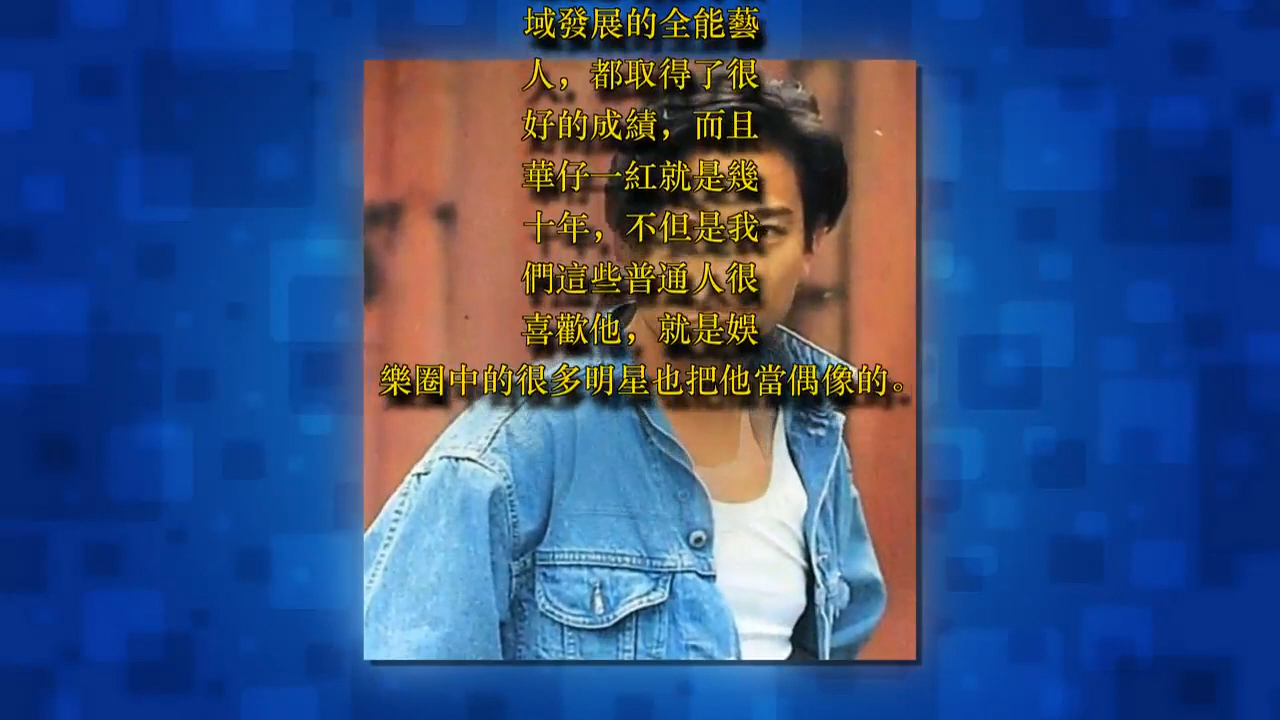 域發展的全能藝
人，都取得了很
好的成績，而且
華仔一紅就是幾
十年，不但是我
們這些普通人很
喜歡他，就是娛
樂圈中的很多明星也把他當偶像的。